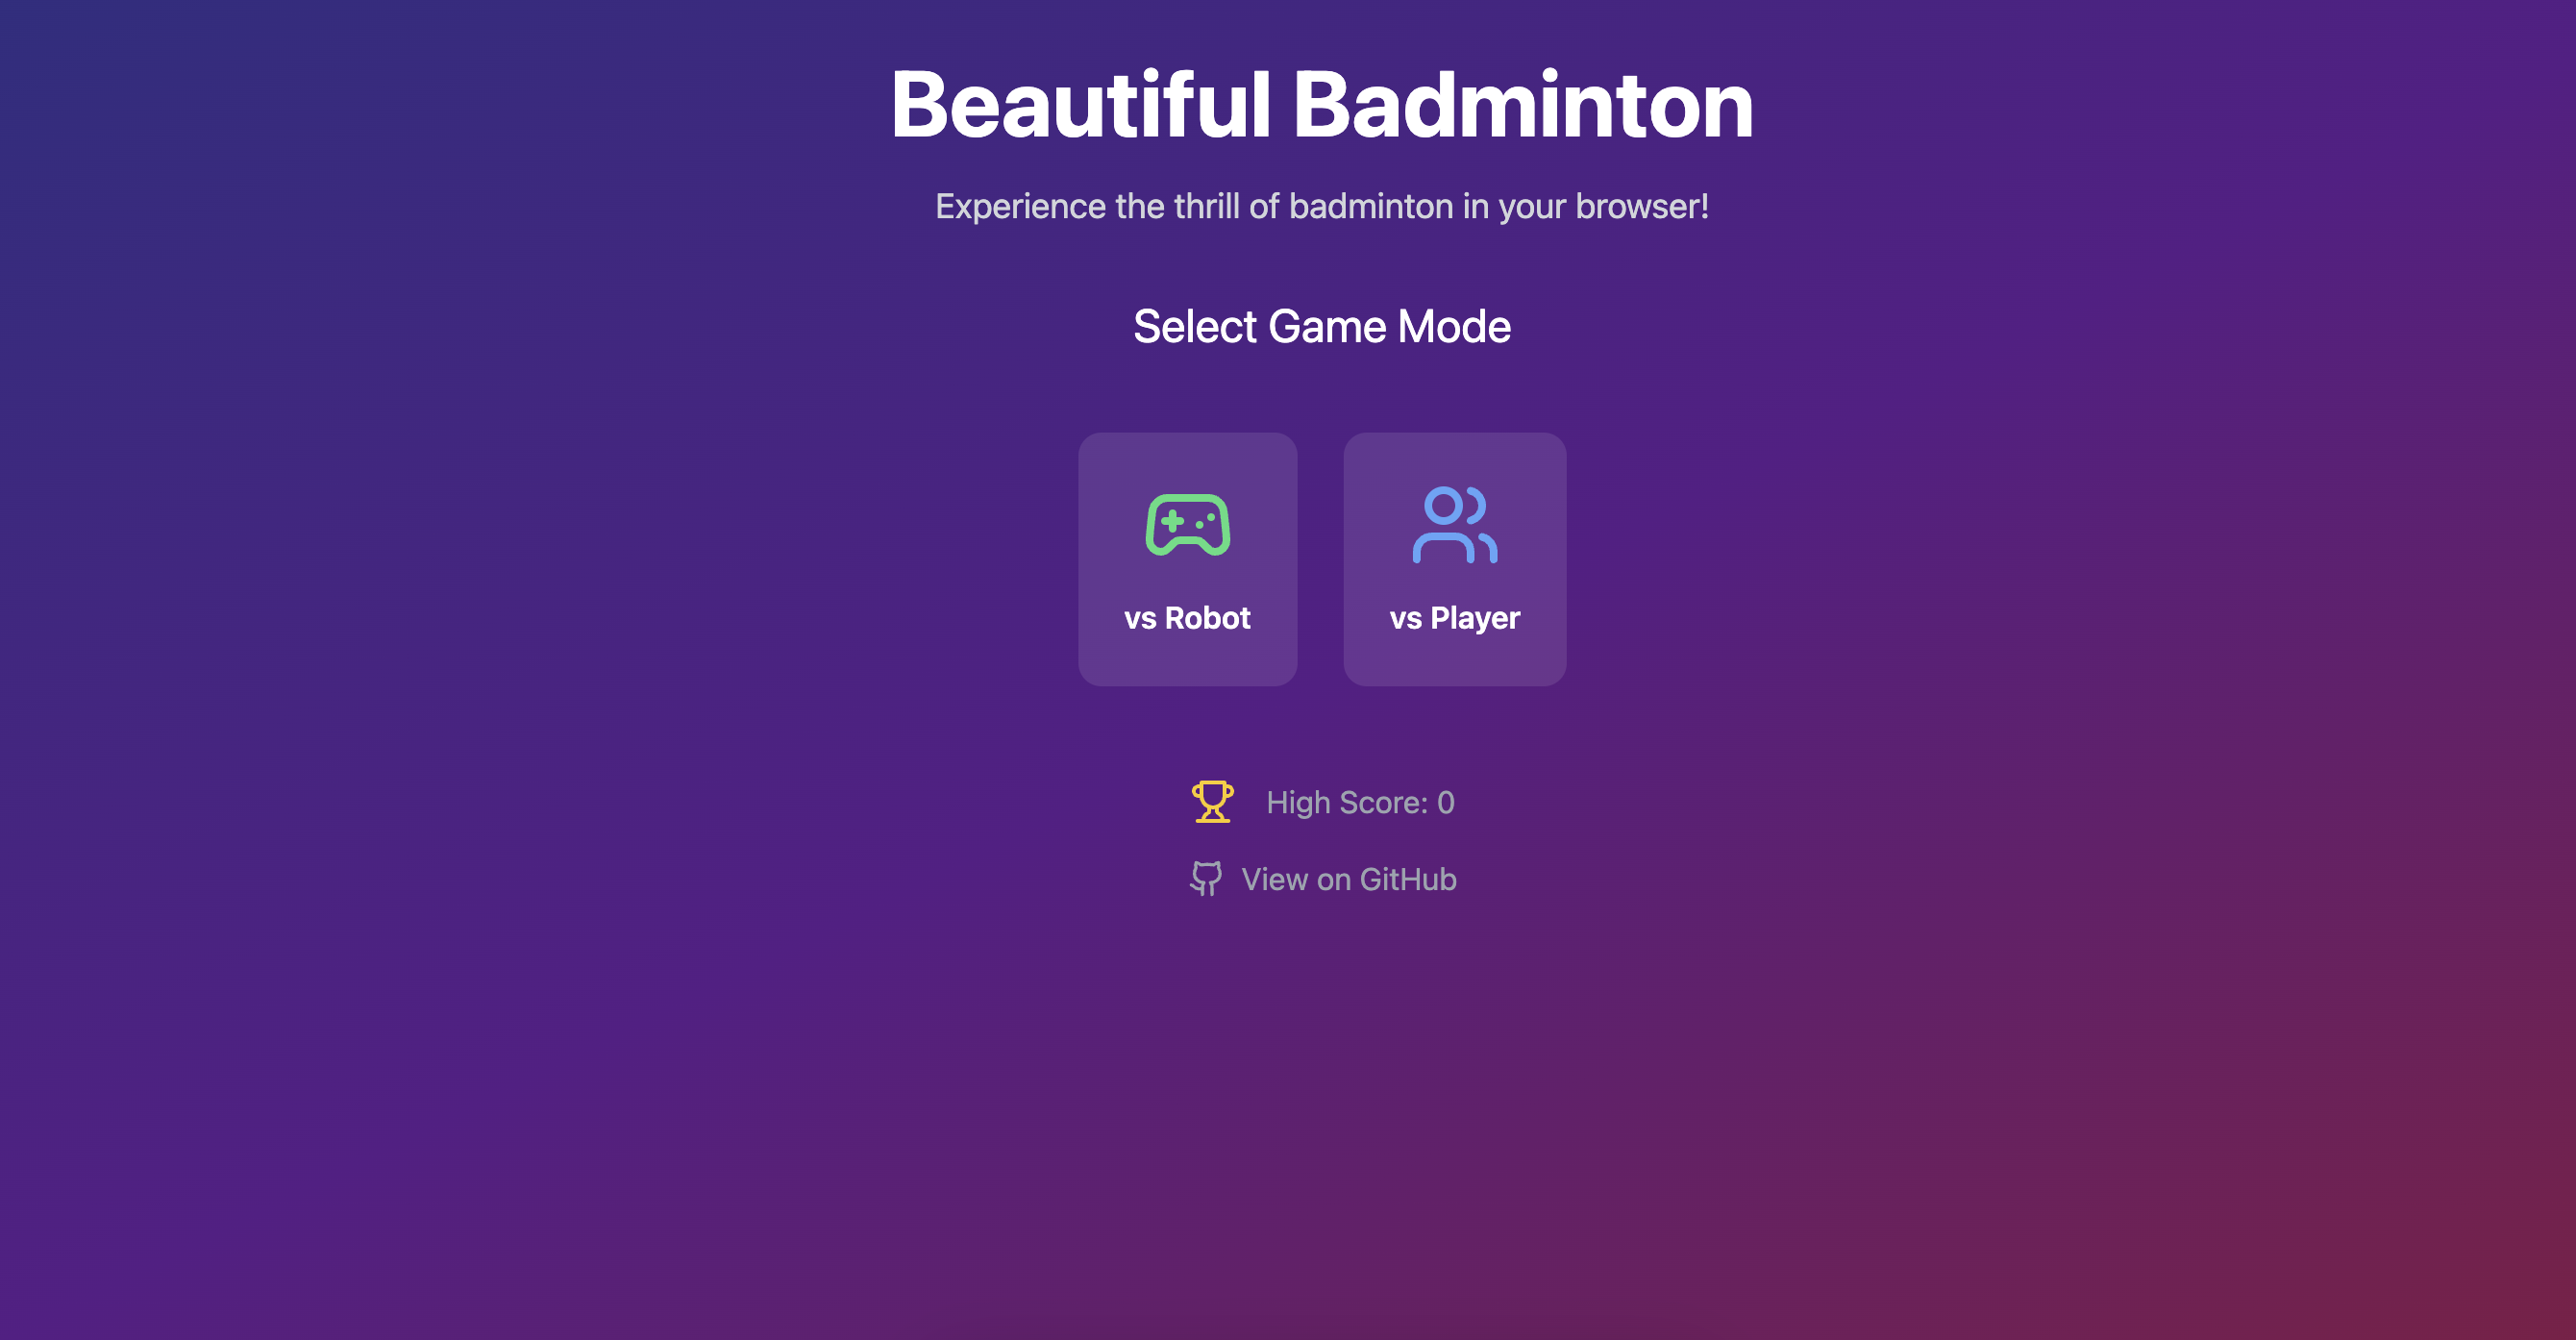 Beautiful Badminton
Experience the thrill of badminton in your browser!
Select Game Mode
vs Robot
vs Player
High Score: 0
View on GitHub